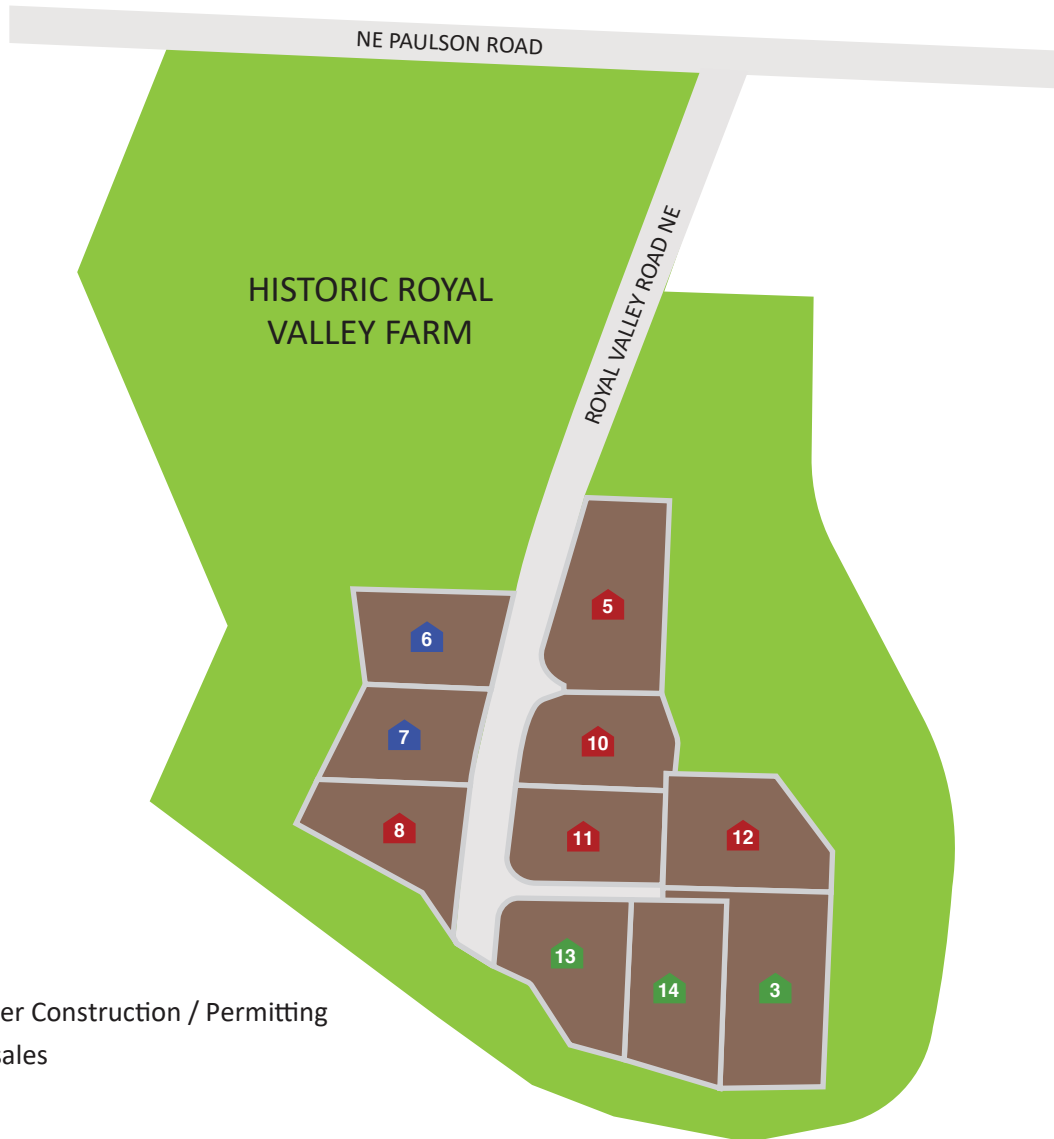 NE PAULSON ROAD
ROYAL VALLEY ROAD NE
HISTORIC ROYAL
VALLEY FARM
5
6
7
10
8
11
12
13
14
3
er Construction / Permitting
sales